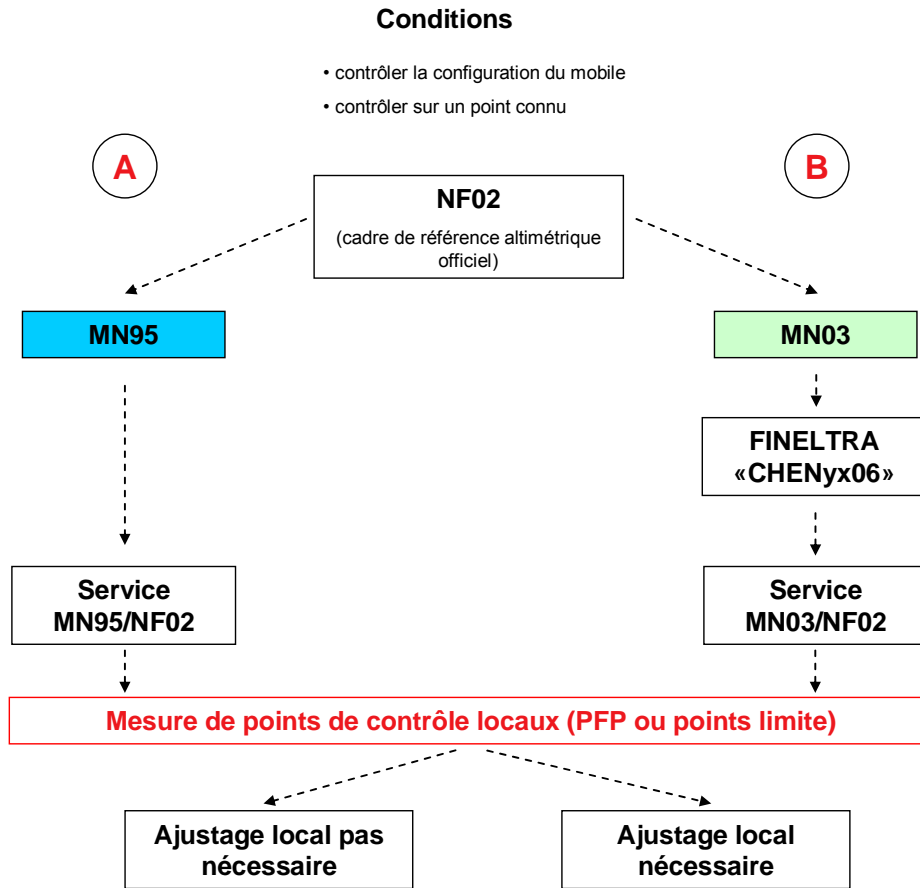 Conditions
• contrôler la configuration du mobile
• contrôler sur un point connu
A
B
NF02
(cadre de référence altimétrique
officiel)
MN95
MN03
FINELTRA
«CHENyx06»
Service
MN95/NF02
Service
MN03/NF02
Mesure de points de contrôle locaux (PFP ou points limite)
Ajustage local pas
nécessaire
Ajustage local
nécessaire